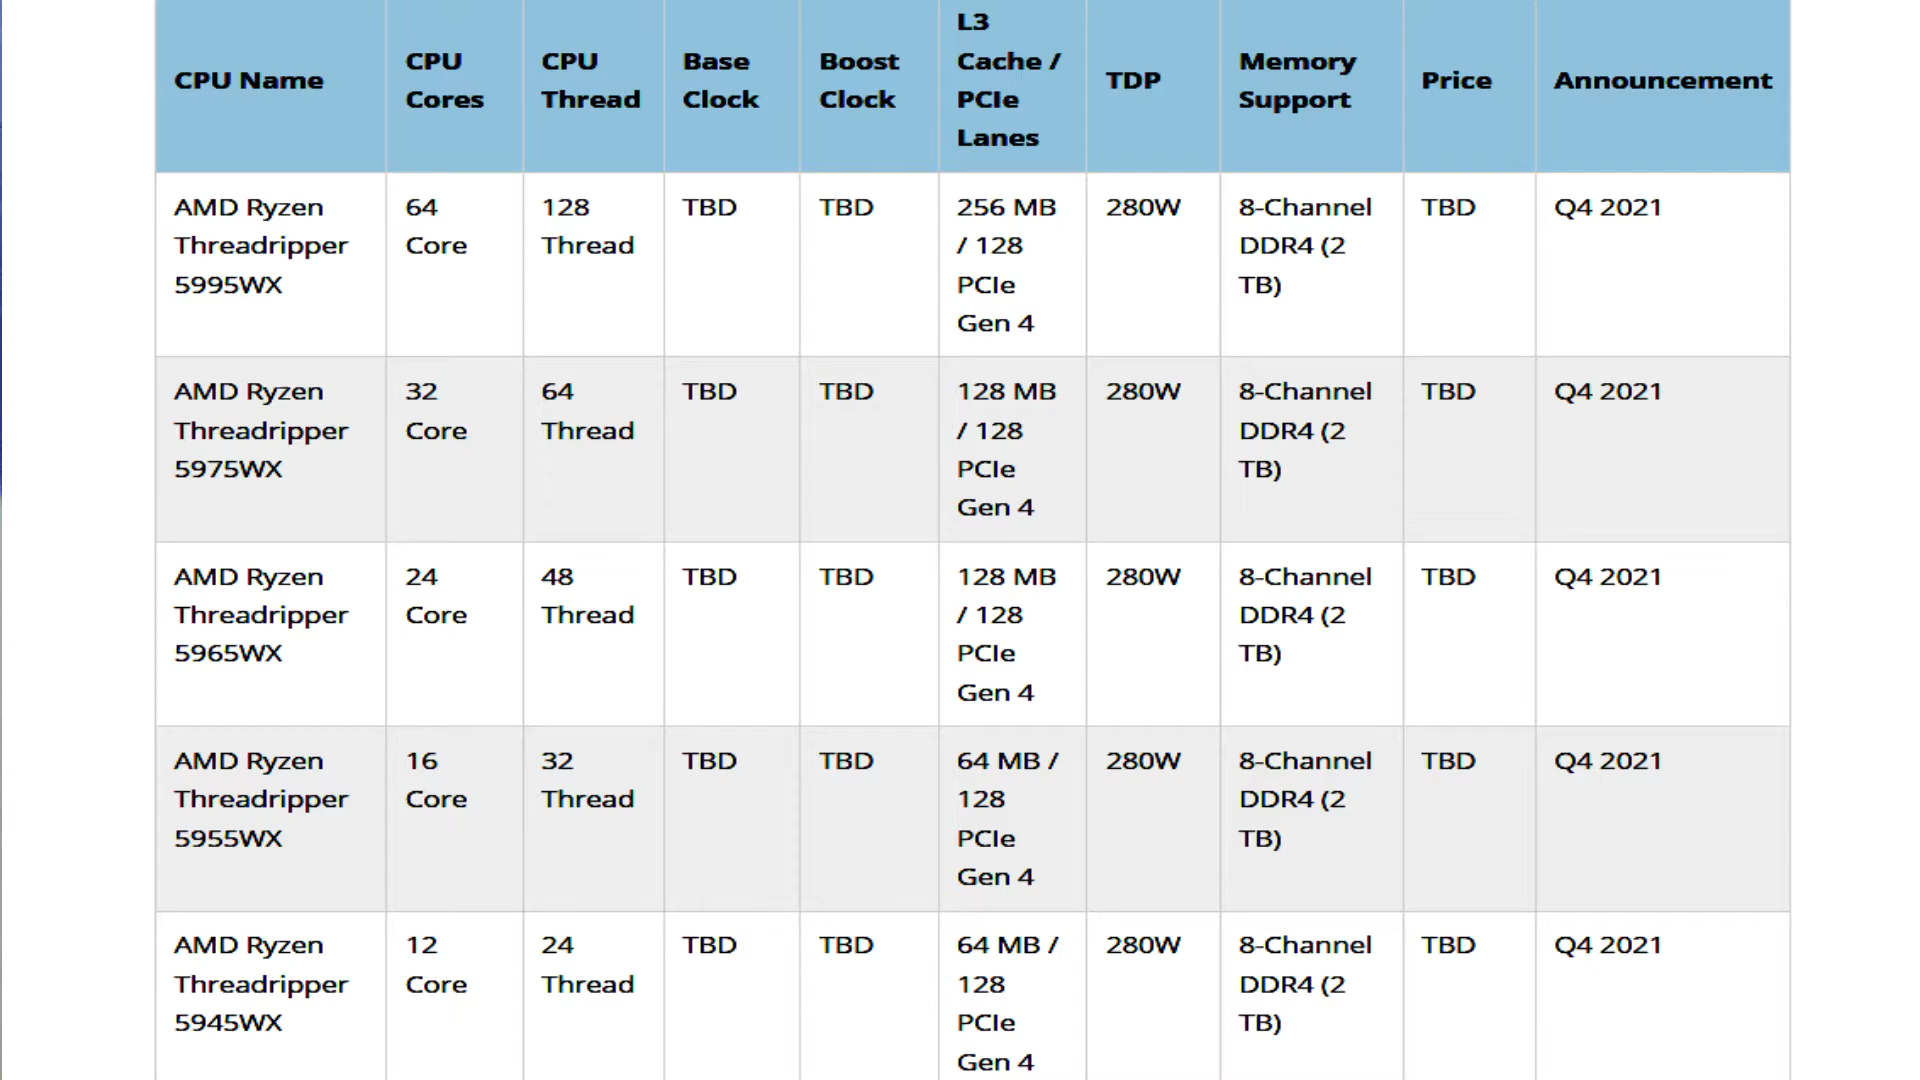 CPU Name
CPU
Cores
CPU
Thread
Base
Clock
Boost
Clock
L3
Cache /
PCIe
Lanes
TDP
Memory
Support
Price
Announcement
AMD Ryzen
Threadripper
5995WX
64
Core
128
Thread
TBD
TBD
256 MB
/ 128
PCIe
Gen 4
280W
8-Channel
DDR4 (2
TB)
TBD
Q4 2021
AMD Ryzen
Threadripper
5975WX
32
Core
64
Thread
TBD
TBD
128 MB
/ 128
PCIe
Gen 4
280W
8-Channel
DDR4 (2
TB)
TBD
Q4 2021
AMD Ryzen
Threadripper
5965WX
24
Core
48
Thread
TBD
TBD
128 MB
/ 128
PCIe
Gen 4
280W
8-Channel
DDR4 (2
TB)
TBD
Q4 2021
AMD Ryzen
Threadripper
5955WX
16
Core
32
Thread
TBD
TBD
64 MB /
128
PCIe
Gen 4
280W
8-Channel
DDR4 (2
TB)
TBD
Q4 2021
AMD Ryzen
Threadripper
5945WX
12
Core
24
Thread
TBD
TBD
64 MB /
128
PCIe
Gen 4
280W
8-Channel
DDR4 (2
TB)
TBD
Q4 2021